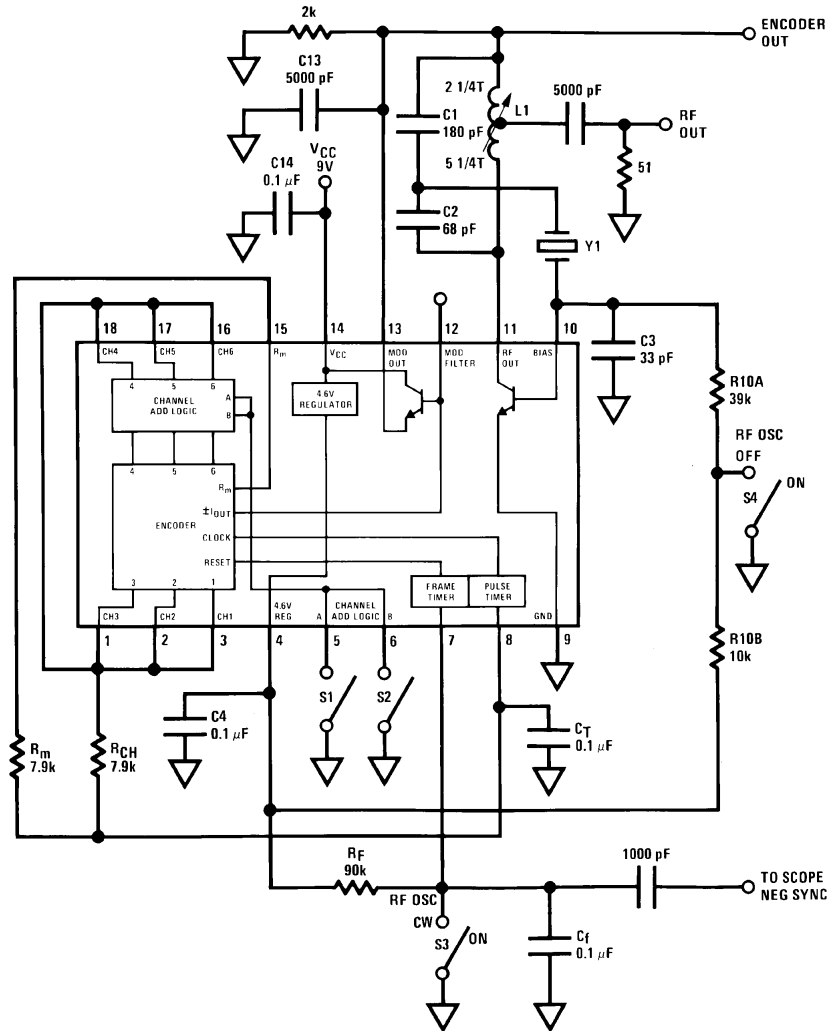 2k
ENCODER
OUT
C13
5000 pF
2 1/4T
L1
5 1/4T
C1
180 pF
5000 pF
RF
OUT
51
VCC
9V
C14
0.1 μF
C2
68 pF
Y1
18
17
16
15
14
13
12
11
10
CH4
CH5
CH6
Rm
VCC
MOD
OUT
MOD
FILTER
RF
OUT
BIAS
C3
33 pF
R10A
39k
4
5
6
CHANNEL
ADD LOGIC
A
B
4.6V
REGULATOR
RF OSC
OFF
ON
S4
4
5
6
Rm
±IOUT
ENCODER
CLOCK
RESET
3
2
1
FRAME
TIMER
PULSE
TIMER
CH3
CH2
CH1
4.6V
REG
A
CHANNEL
ADD LOGIC
B
GND
1
2
3
4
5
6
7
8
9
R10B
10k
S1
S2
C4
0.1 μF
CT
0.1 μF
Rm
7.9k
RCH
7.9k
RF
90k
RF OSC
CW
S3
ON
1000 pF
TO SCOPE
NEG SYNC
Cf
0.1 μF